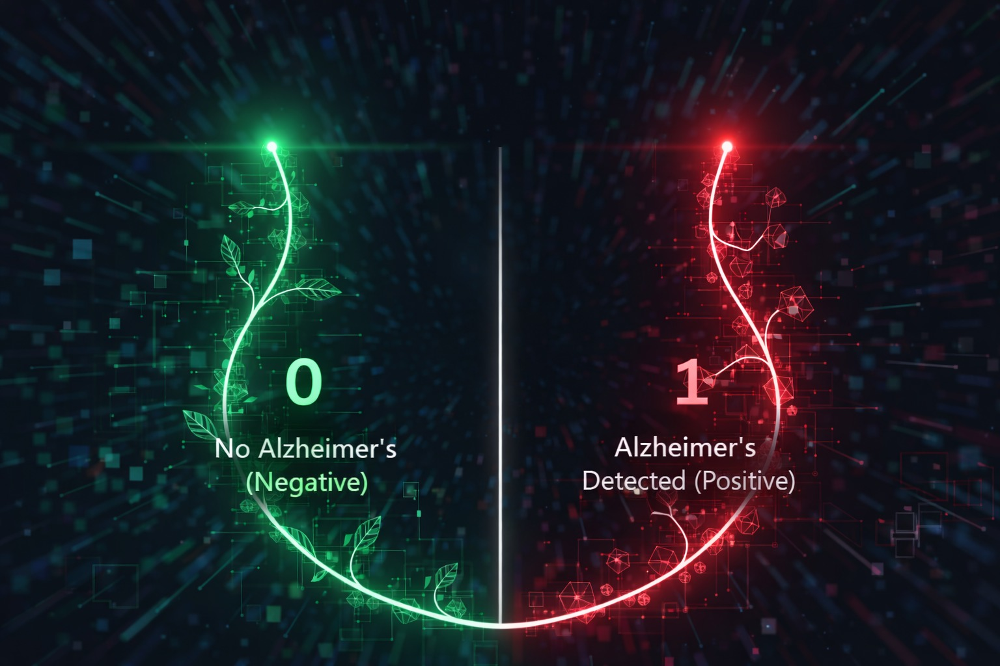 0
No Alzheimer's
(Negative)
1
Alzheimer's
Detected (Positive)